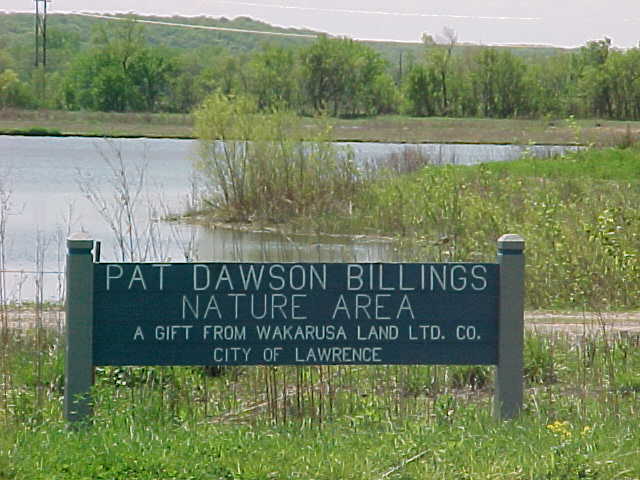 PAT DAWSON BILLINGS
NATURE AREA
A GIFT FROM WAKARUSA LAND LTD. CO.
CITY OF LAWRENCE